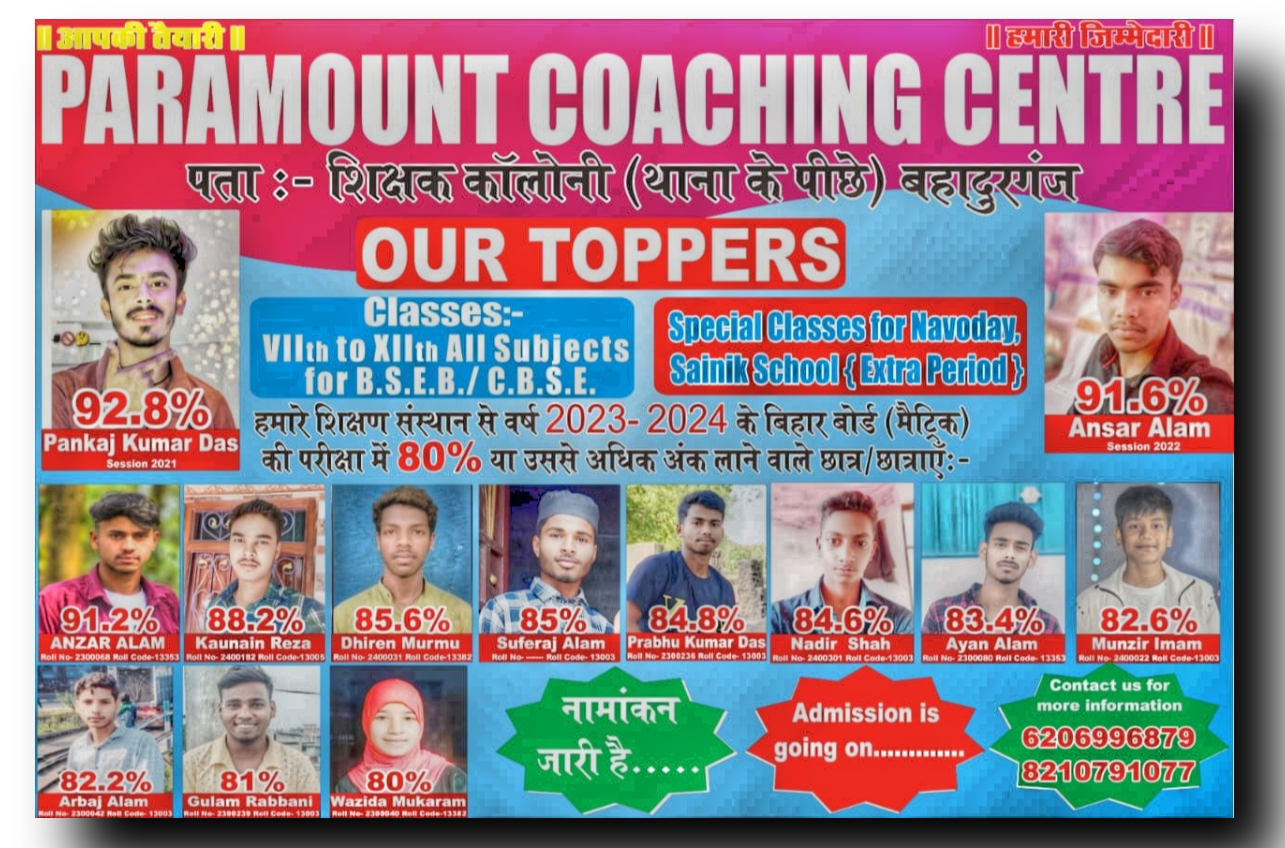 ॥ आपकी तैयारी ॥
॥ हमारी जिम्मेदारी ॥
PARAMOUNT COACHING CENTRE
पता :- शिक्षक कॉलोनी (थाना के पीछे) बहादुरगंज
OUR TOPPERS
Classes:-
VIIth to XIIth All Subjects
for B.S.E.B./ C.B.S.E.
Special Classes for Navoday,
Sainik School { Extra Period }
92.8%
Pankaj Kumar Das
Session 2021
91.6%
Ansar Alam
Session 2022
हमारे शिक्षण संस्थान से वर्ष 2023-2024 के बिहार बोर्ड (मैट्रिक)
की परीक्षा में 80% या उससे अधिक अंक लाने वाले छात्र/छात्राएँ:-
91.2%
ANZAR ALAM
Roll No- 2300068 Roll Code-13353
88.2%
Kaunain Reza
Roll No- 2400182 Roll Code-13005
85.6%
Dhiren Murmu
Roll No- 2400031 Roll Code-13382
85%
Suferaj Alam
Roll No- ------ Roll Code- 13003
84.8%
Prabhu Kumar Das
Roll No- 2300236 Roll Code- 13003
84.6%
Nadir Shah
Roll No- 2400301 Roll Code-13003
83.4%
Ayan Alam
Roll No- 2300080 Roll Code- 13353
82.6%
Munzir Imam
Roll No- 2400022 Roll Code-13003
82.2%
Arbaj Alam
Roll No- 2300042 Roll Code- 13003
81%
Gulam Rabbani
Roll No- 2300239 Roll Code- 13003
80%
Wazida Mukaram
Roll No- 2300040 Roll Code-13382
नामांकन
जारी है......
Admission is
going on.............
Contact us for
more information
6206996879
8210791077